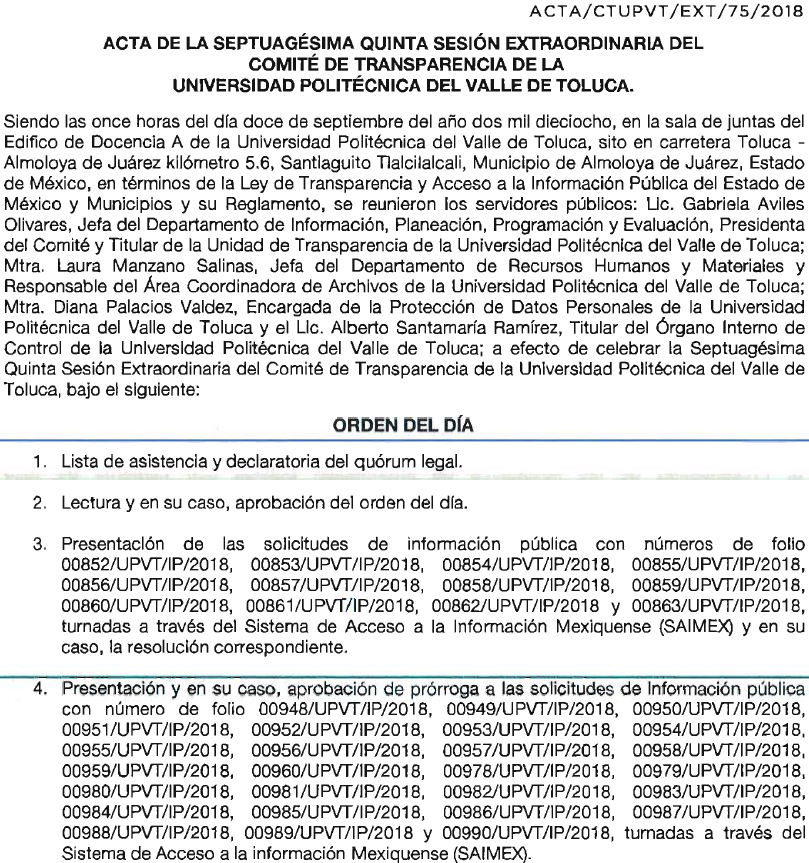 ACTA/CTUPVT/EXT/75/2018
ACTA DE LA SEPTUAGÉSIMA QUINTA SESIÓN EXTRAORDINARIA DEL
COMITÉ DE TRANSPARENCIA DE LA
UNIVERSIDAD POLITÉCNICA DEL VALLE DE TOLUCA.
Siendo las once horas del día doce de septiembre del año dos mil dieciocho, en la sala de juntas del
Edifico de Docencia A de la Universidad Politécnica del Valle de Toluca, sito en carretera Toluca -
Almoloya de Juárez kilómetro 5.6, Santiaguito Tlalcilalcali, Municipio de Almoloya de Juárez, Estado
de México, en términos de la Ley de Transparencia y Acceso a la Información Pública del Estado de
México y Municipios y su Reglamento, se reunieron los servidores públicos: Lic. Gabriela Aviles
Olivares, Jefa del Departamento de Información, Planeación, Programación y Evaluación, Presidenta
del Comité y Titular de la Unidad de Transparencia de la Universidad Politécnica del Valle de Toluca;
Mtra. Laura Manzano Salinas, Jefa del Departamento de Recursos Humanos y Materiales y
Responsable del Área Coordinadora de Archivos de la Universidad Politécnica del Valle de Toluca;
Mtra. Diana Palacios Valdez, Encargada de la Protección de Datos Personales de la Universidad
Politécnica del Valle de Toluca y el Lic. Alberto Santamaría Ramírez, Titular del Órgano Interno de
Control de la Universidad Politécnica del Valle de Toluca; a efecto de celebrar la Septuagésima
Quinta Sesión Extraordinaria del Comité de Transparencia de la Universidad Politécnica del Valle de
Toluca, bajo el siguiente:
ORDEN DEL DÍA
1. Lista de asistencia y declaratoria del quórum legal.
2. Lectura y en su caso, aprobación del orden del día.
3. Presentación de las solicitudes de información pública con números de folio
00852/UPVT/IP/2018, 00853/UPVT/IP/2018, 00854/UPVT/IP/2018, 00855/UPVT/IP/2018,
00856/UPVT/IP/2018, 00857/UPVT/IP/2018, 00858/UPVT/IP/2018, 00859/UPVT/IP/2018,
00860/UPVT/IP/2018, 00861/UPVT/IP/2018, 00862/UPVT/IP/2018 y 00863/UPVT/IP/2018,
turnadas a través del Sistema de Acceso a la Información Mexiquense (SAIMEX) y en su
caso, la resolución correspondiente.
4. Presentación y en su caso, aprobación de prórroga a las solicitudes de Información pública
con número de folio 00948/UPVT/IP/2018, 00949/UPVT/IP/2018, 00950/UPVT/IP/2018,
00951/UPVT/IP/2018, 00952/UPVT/IP/2018, 00953/UPVT/IP/2018, 00954/UPVT/IP/2018,
00955/UPVT/IP/2018, 00956/UPVT/IP/2018, 00957/UPVT/IP/2018, 00958/UPVT/IP/2018,
00959/UPVT/IP/2018, 00960/UPVT/IP/2018, 00978/UPVT/IP/2018, 00979/UPVT/IP/2018,
00980/UPVT/IP/2018, 00981/UPVT/IP/2018, 00982/UPVT/IP/2018, 00983/UPVT/IP/2018,
00984/UPVT/IP/2018, 00985/UPVT/IP/2018, 00986/UPVT/IP/2018, 00987/UPVT/IP/2018,
00988/UPVT/IP/2018, 00989/UPVT/IP/2018 y 00990/UPVT/IP/2018, turnadas a través del
Sistema de Acceso a la información Mexiquense (SAIMEX).